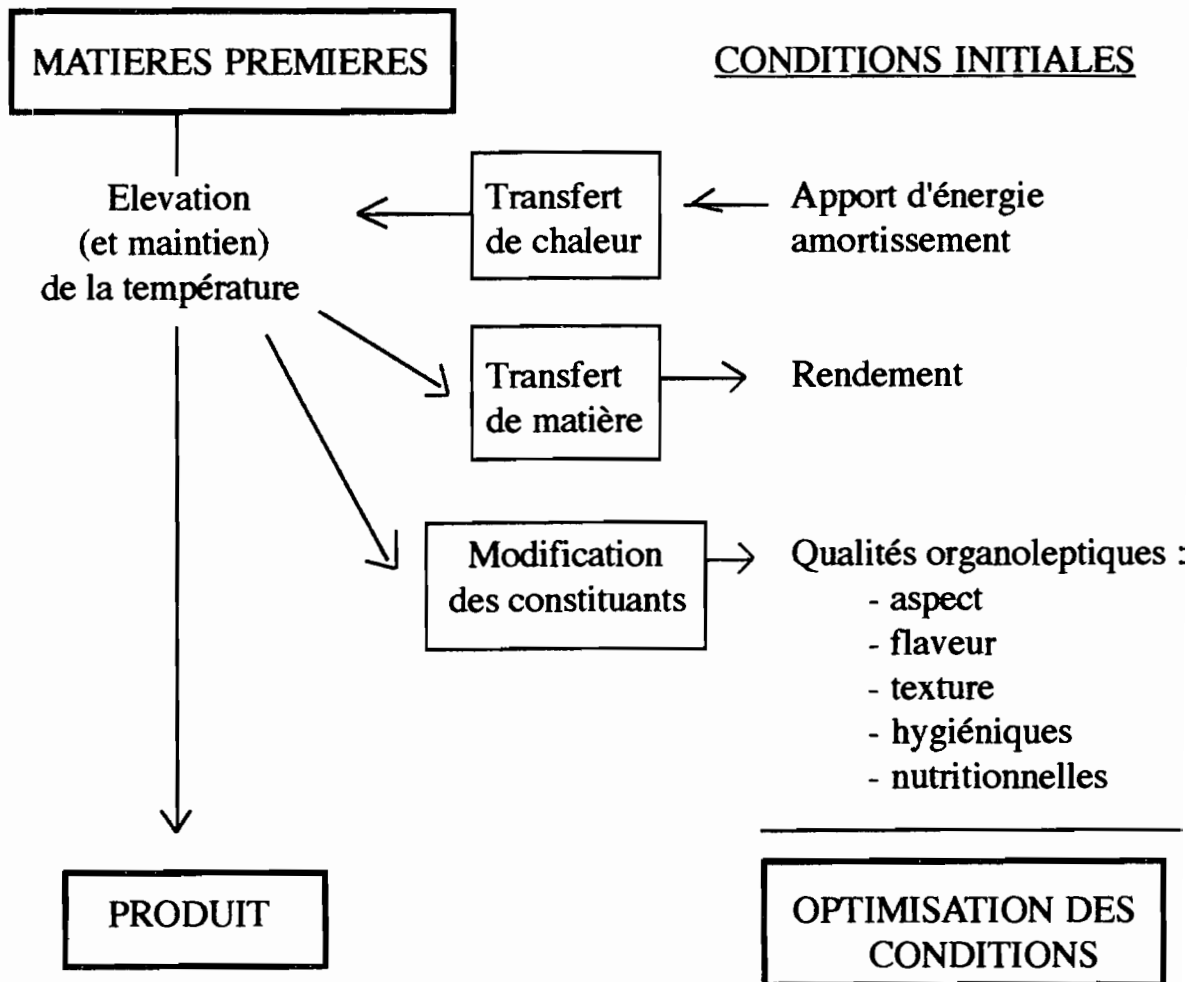 MATIERES PREMIERES
CONDITIONS INITIALES
Elevation
(et maintien)
de la température
Transfert
de chaleur
Apport d'énergie
amortissement
Transfert
de matière
Rendement
Modification
des constituants
Qualités organoleptiques :
- aspect
- flaveur
- texture
- hygiéniques
- nutritionnelles
PRODUIT
OPTIMISATION DES
CONDITIONS